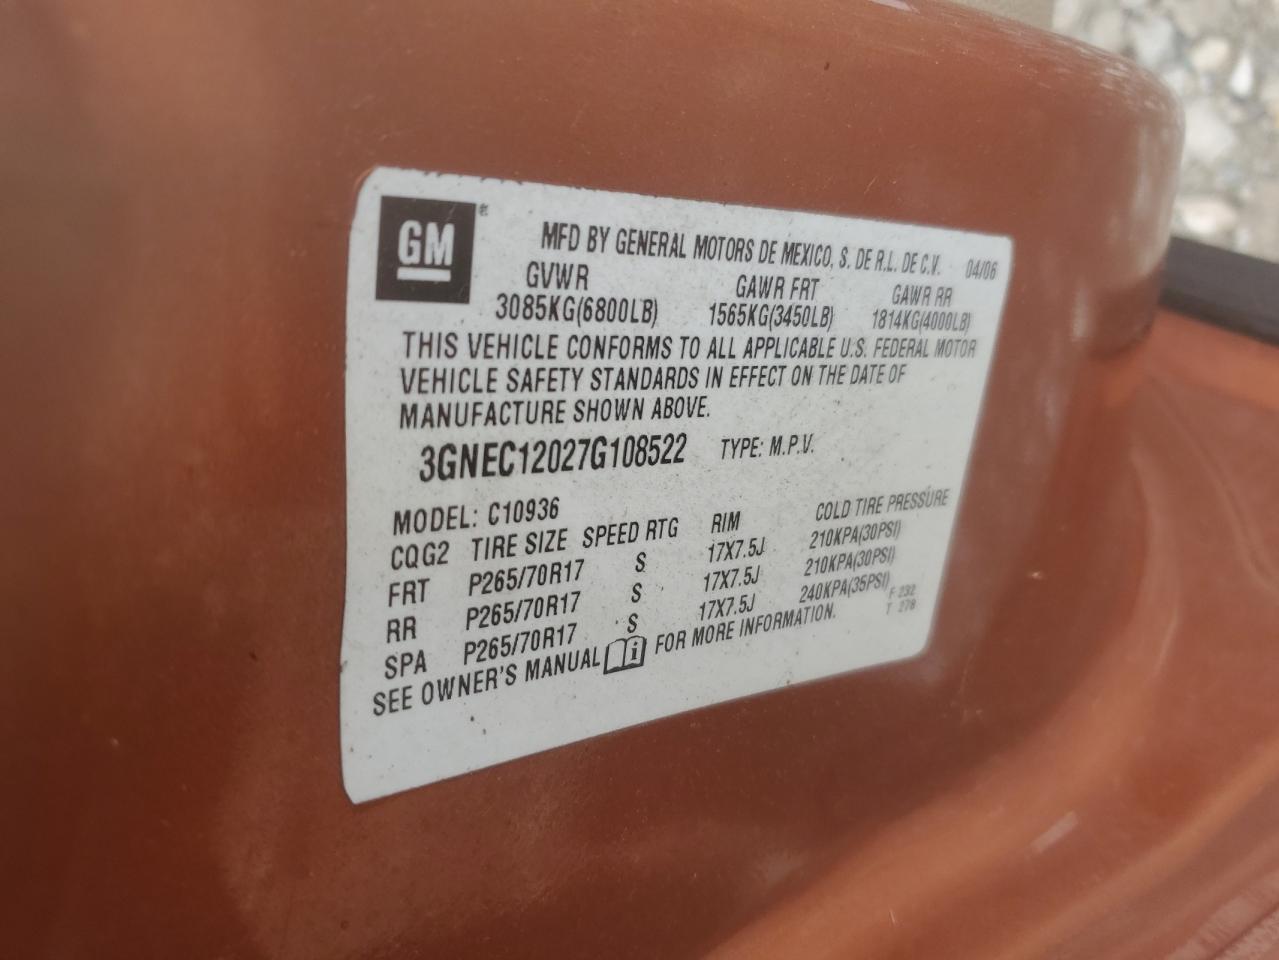 GM
MFD BY GENERAL MOTORS DE MEXICO, S. DE R.L. DE C.V. 04/06
GVWR GAWR FRT GAWR RR
3085KG(6800LB) 1565KG(3450LB) 1814KG(4000LB)
THIS VEHICLE CONFORMS TO ALL APPLICABLE U.S. FEDERAL MOTOR
VEHICLE SAFETY STANDARDS IN EFFECT ON THE DATE OF
MANUFACTURE SHOWN ABOVE.
3GNEC12027G108522 TYPE: M.P.V.
MODEL: C10936
CQG2 TIRE SIZE SPEED RTG RIM COLD TIRE PRESSURE
FRT P265/70R17 S 17X7.5J 210KPA(30PSI)
RR P265/70R17 S 17X7.5J 210KPA(30PSI)
SPA P265/70R17 S 17X7.5J 240KPA(35PSI)
SEE OWNER'S MANUAL FOR MORE INFORMATION.
F 232
T 278